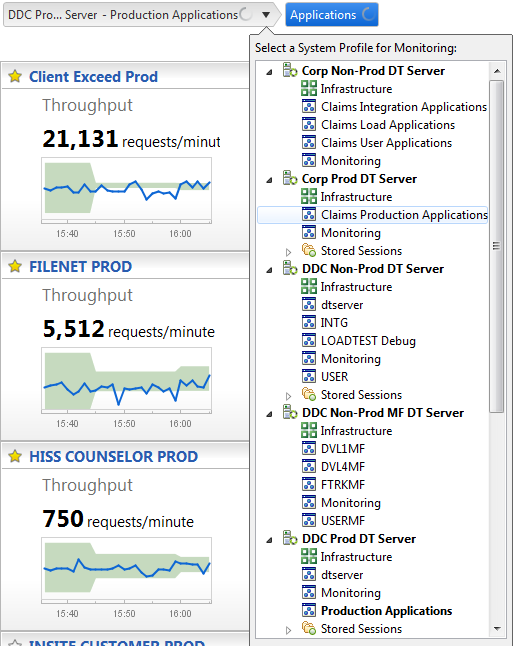 DDC Pro... Server - Production Applications
Applications
Select a System Profile for Monitoring:
Client Exceed Prod
Throughput
21,131 requests/minut
15:40 15:50 16:00
FILENET PROD
Throughput
5,512 requests/minute
15:40 15:50 16:00
HISS COUNSELOR PROD
Throughput
750 requests/minute
15:40 15:50 16:00
INSITE CUSTOMER PROD
Corp Non-Prod DT Server
Infrastructure
Claims Integration Applications
Claims Load Applications
Claims User Applications
Monitoring
Corp Prod DT Server
Infrastructure
Claims Production Applications
Monitoring
Stored Sessions
DDC Non-Prod DT Server
Infrastructure
dtserver
INTG
LOADTEST Debug
Monitoring
USER
Stored Sessions
DDC Non-Prod MF DT Server
Infrastructure
DVL1MF
DVL4MF
FTRKMF
Monitoring
USERMF
DDC Prod DT Server
Infrastructure
dtserver
Monitoring
Production Applications
Stored Sessions